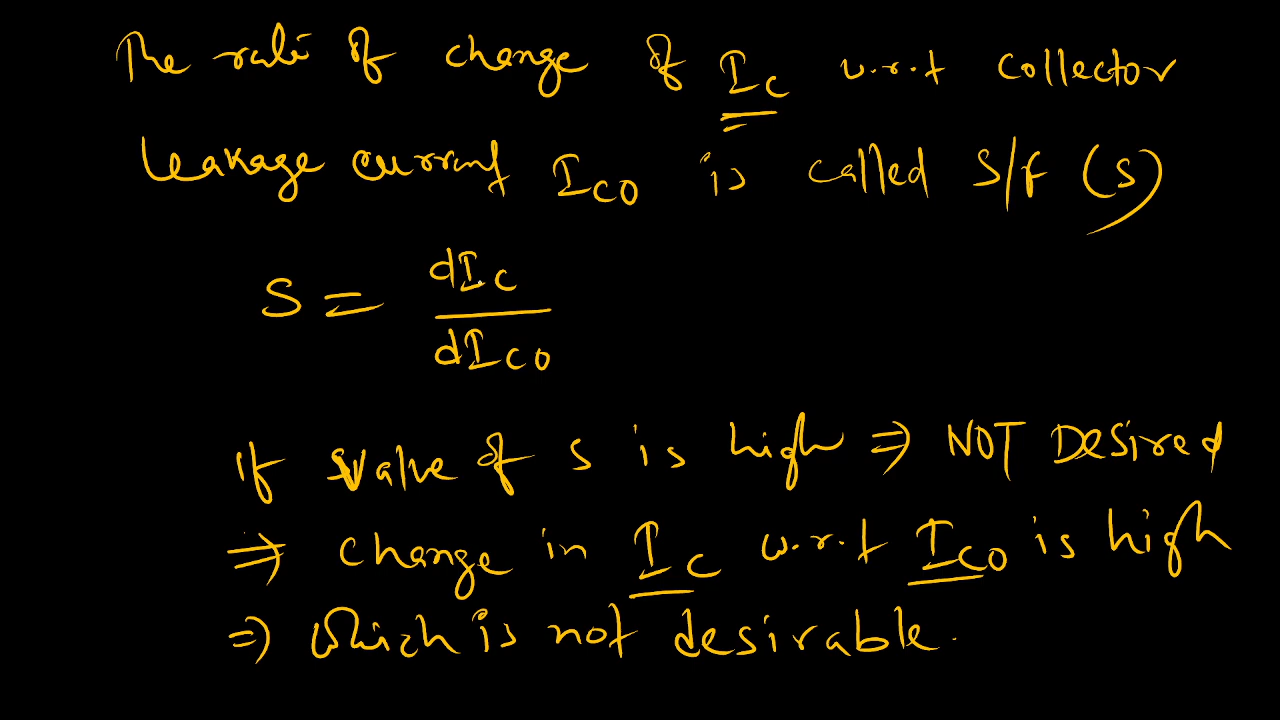 The rate of change of Ic w.r.t collector
leakage current Ico is called S/f (S)
S = dIc
dIco
If value of S is high ⇒ NOT Desired
⇒ change in Ic w.r.t Ico is high
⇒ which is not desirable.